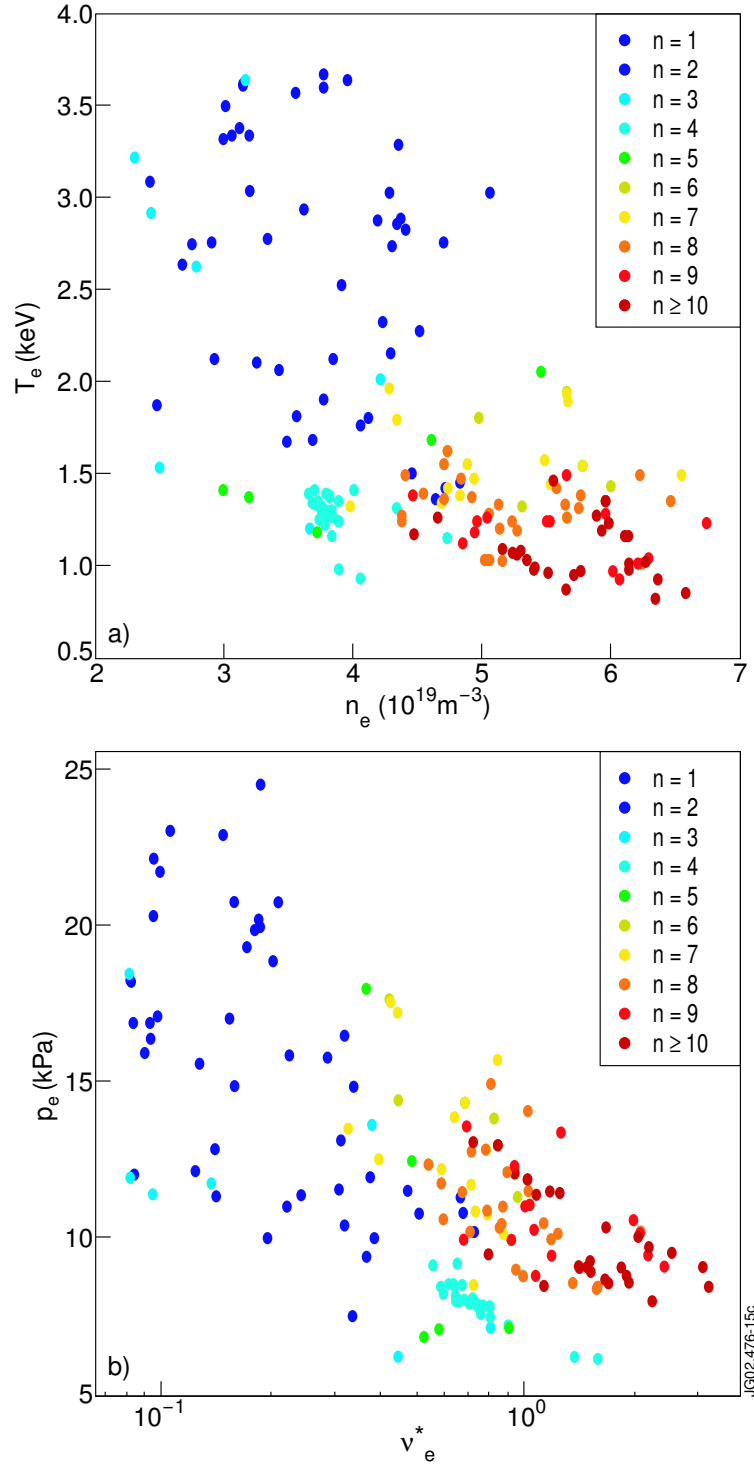 4.0
3.5
3.0
2.5
2.0
1.5
1.0
0.5
T_e (keV)
n = 1
n = 2
n = 3
n = 4
n = 5
n = 6
n = 7
n = 8
n = 9
n ≥ 10
a)
2 3 4 5 6 7
n_e (10^19 m^−3)
25
20
15
10
5
p_e (kPa)
n = 1
n = 2
n = 3
n = 4
n = 5
n = 6
n = 7
n = 8
n = 9
n ≥ 10
b)
10^−1 10^0
ν*_e
JG02.476-15c